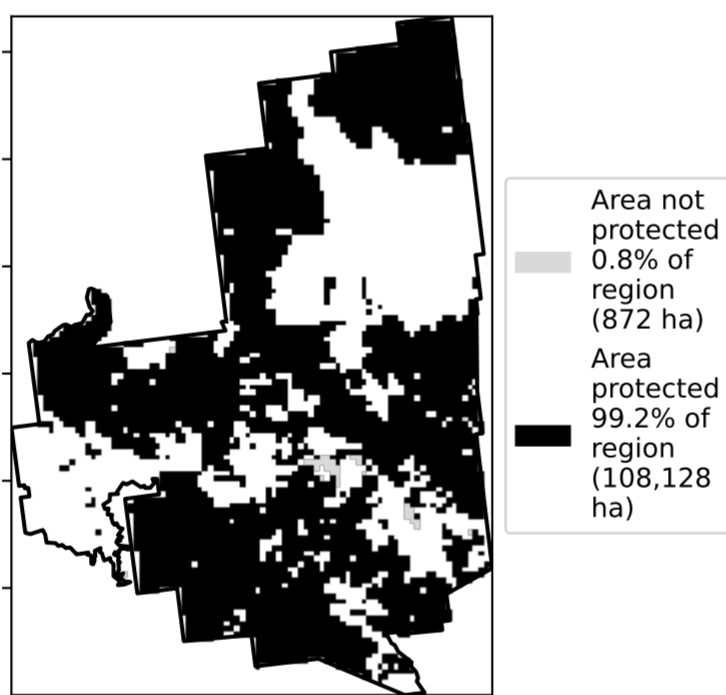 Area not
protected
0.8% of
region
(872 ha)
Area
protected
99.2% of
region
(108,128
ha)